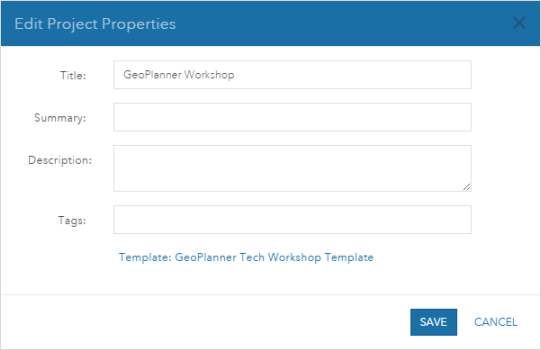 Edit Project Properties
Title: GeoPlanner Workshop
Summary:
Description:
Tags:
Template: GeoPlanner Tech Workshop Template
SAVE CANCEL